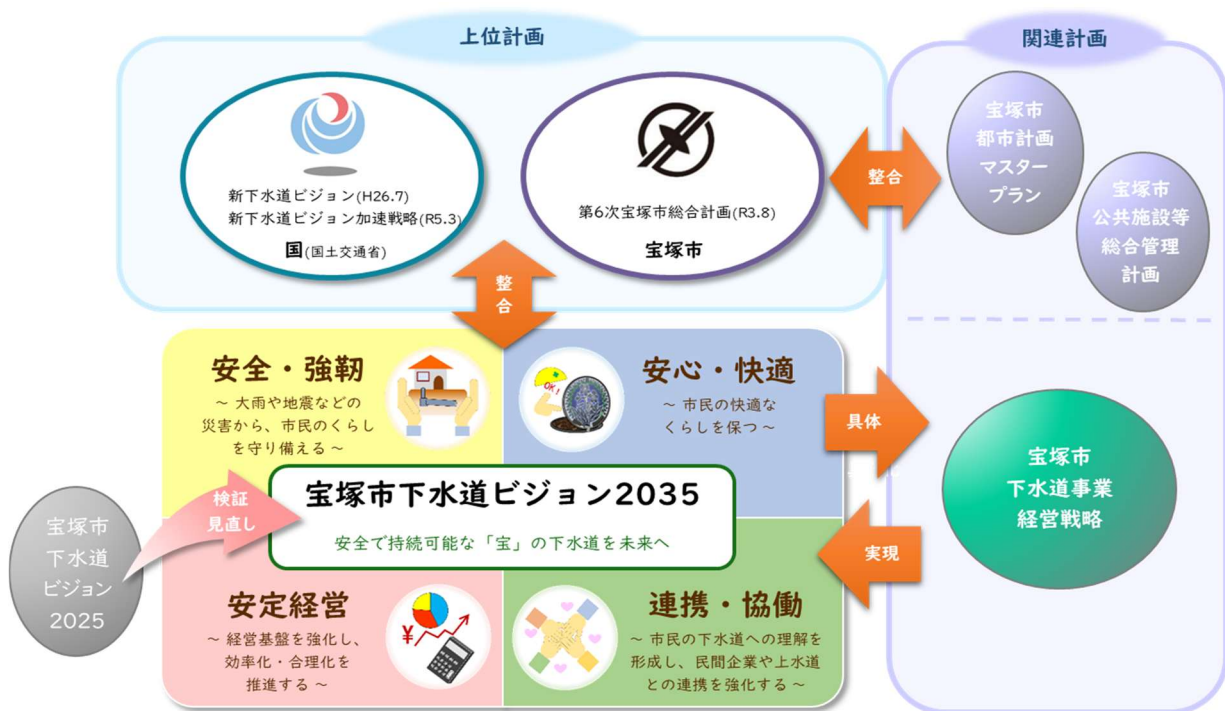 上位計画
関連計画
新下水道ビジョン(H26.7)
新下水道ビジョン加速戦略(R5.3)
国(国土交通省)
第6次宝塚市総合計画(R3.8)
宝塚市
整合
宝塚市
都市計画
マスター
プラン
宝塚市
公共施設等
総合管理
計画
整
合
安全・強靭
~ 大雨や地震などの
災害から、市民のくらし
を守り備える ~
OK!
安心・快適
~ 市民の快適な
くらしを保つ ~
具体
宝塚市
下水道事業
経営戦略
実現
宝塚市
下水道
ビジョン
2025
検証
見直し
宝塚市下水道ビジョン2035
安全で持続可能な「宝」の下水道を未来へ
安定経営
~ 経営基盤を強化し、
効率化・合理化を
推進する ~
¥
連携・協働
~ 市民の下水道への理解を
形成し、民間企業や上水道
との連携を強化する ~